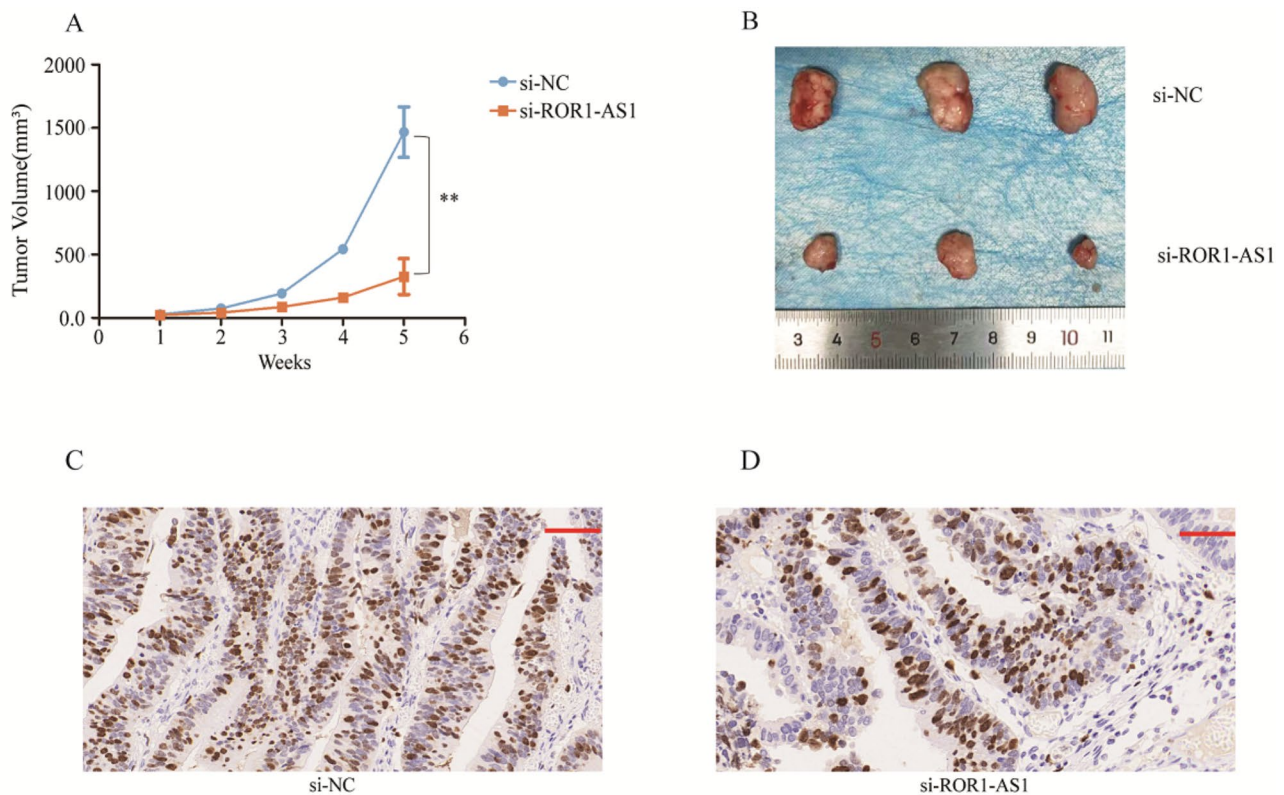 A
B
2000
1500
1000
500
0.0
0
1
2
3
4
5
6
Tumor Volume(mm³)
Weeks
si-NC
si-ROR1-AS1
**
si-NC
si-ROR1-AS1
3 4 5 6 7 8 9 10 11
C
D
si-NC
si-ROR1-AS1